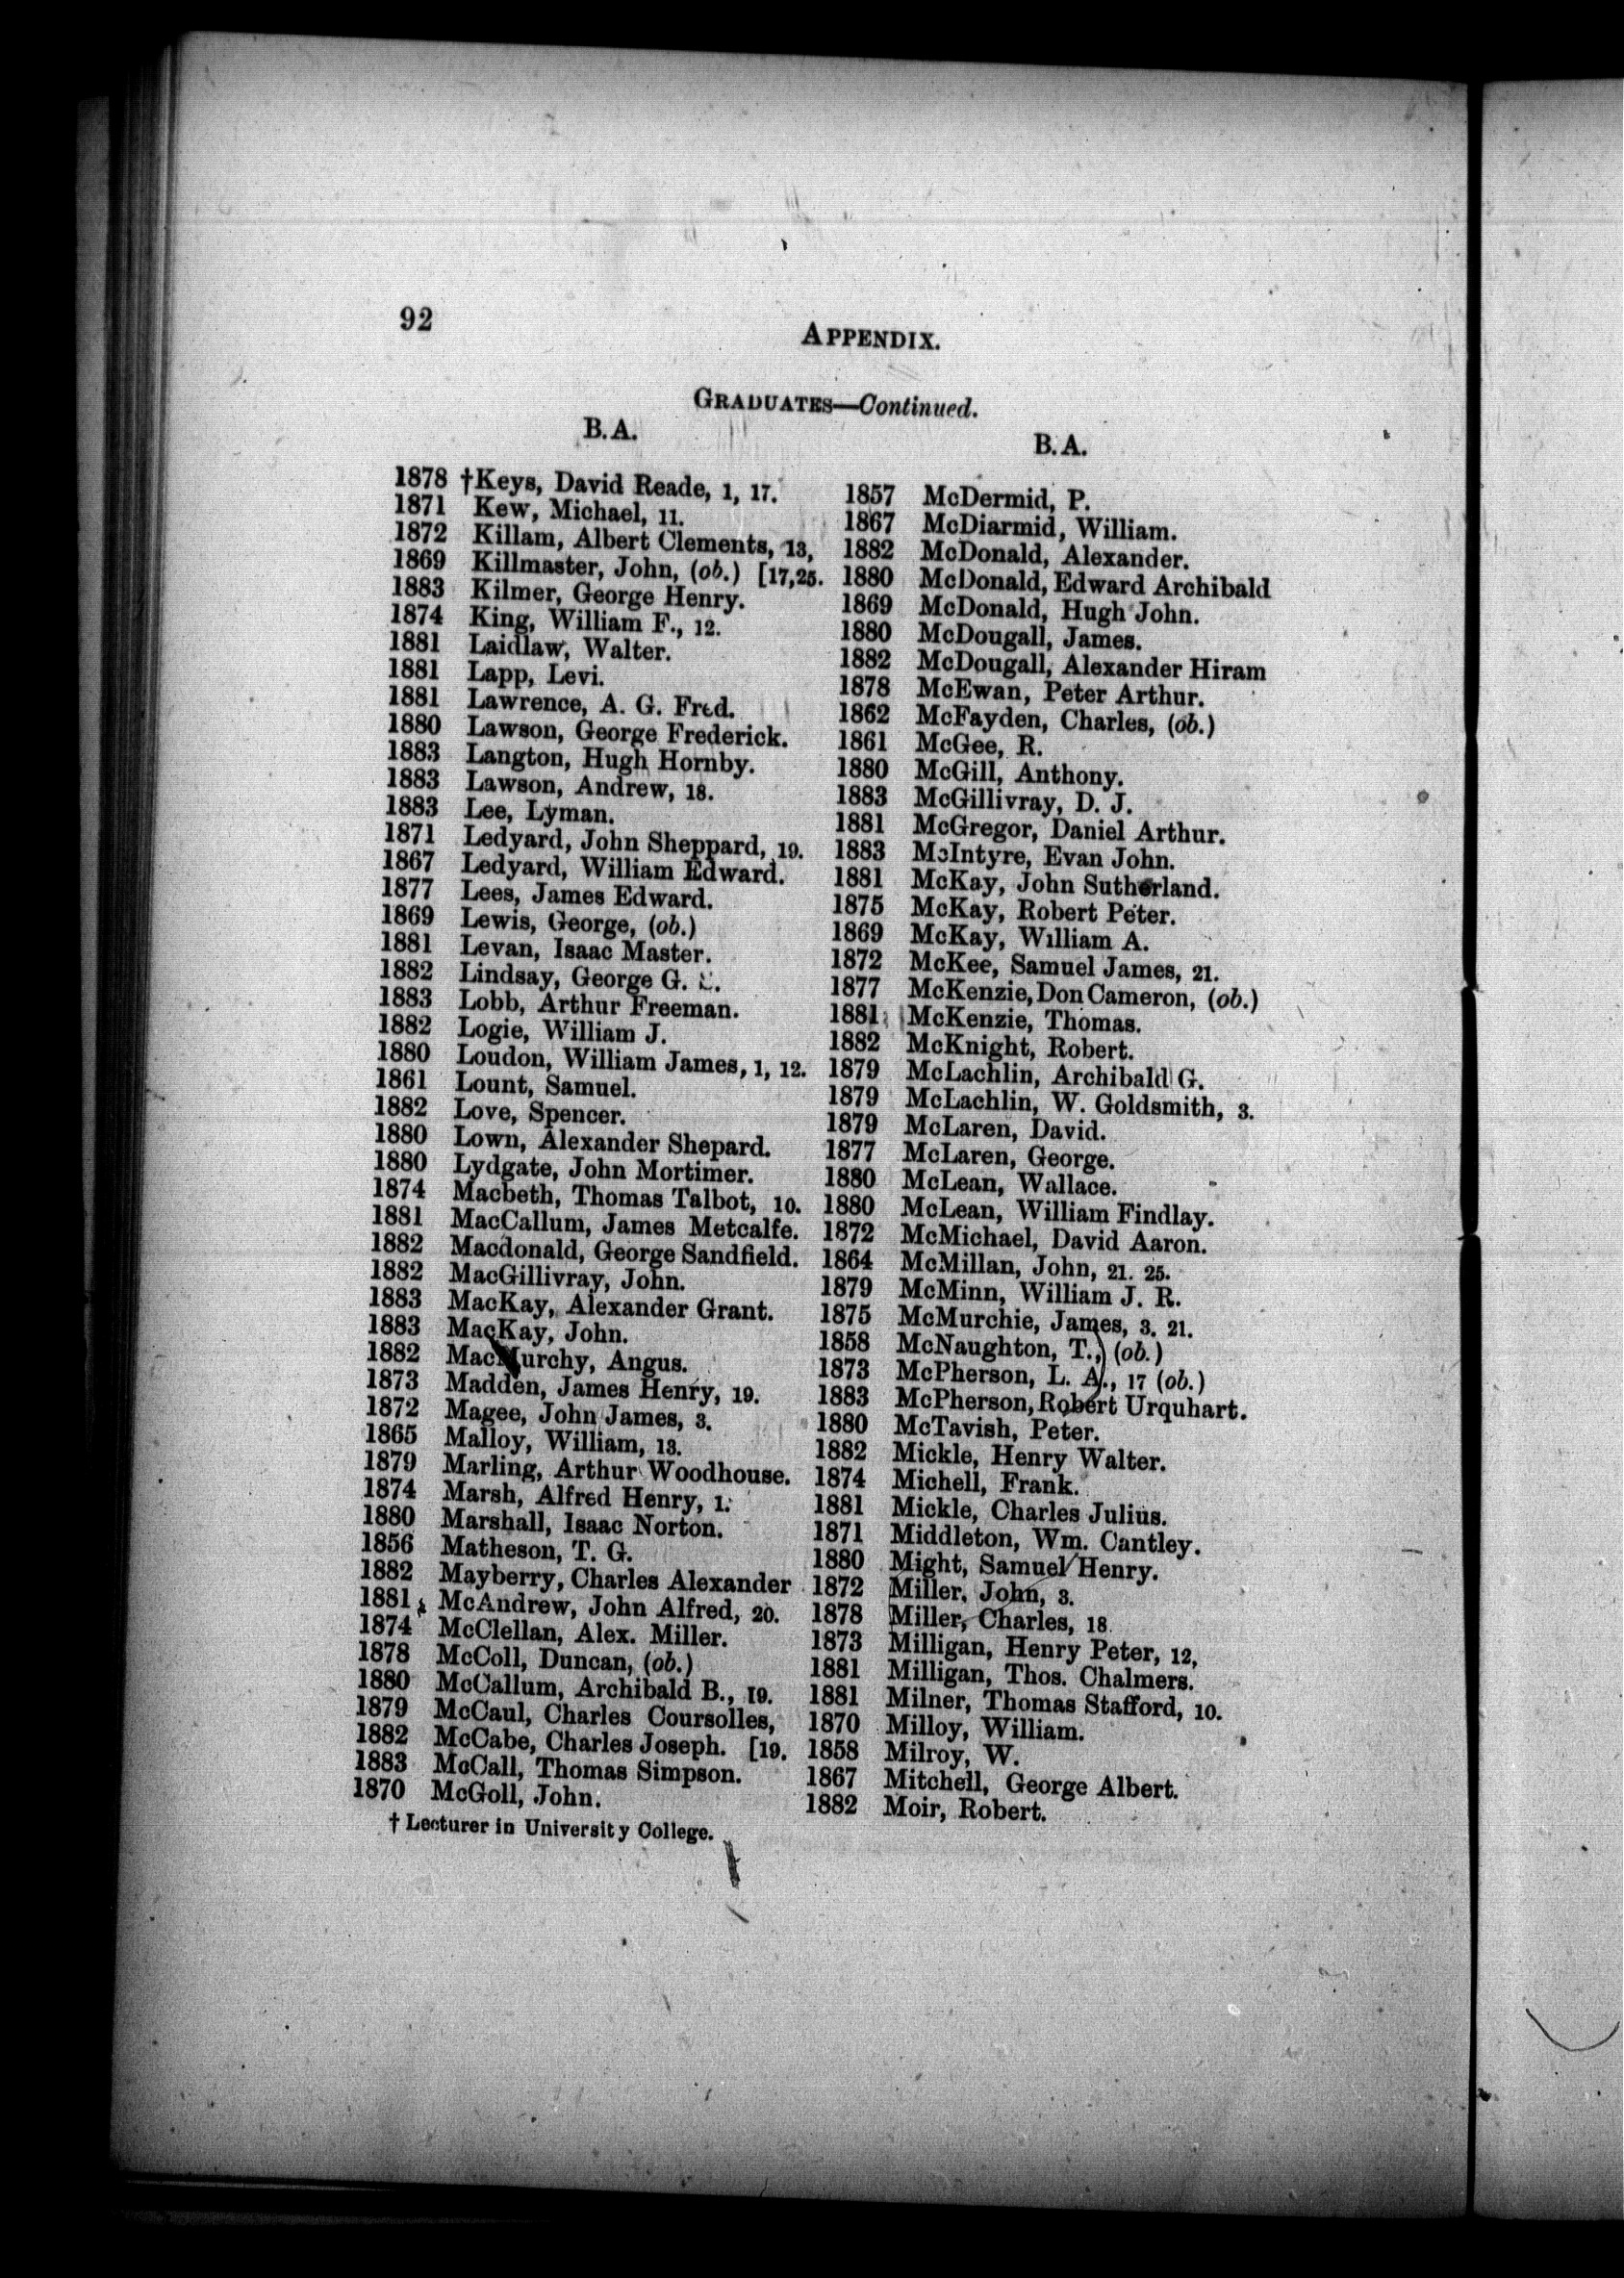 92
APPENDIX.
GRADUATES—Continued.
B.A.
1878 †Keys, David Reade, 1, 17.
1871 Kew, Michael, 11.
1872 Killam, Albert Clements, 13,
1869 Killmaster, John, (ob.) [17,25.
1883 Kilmer, George Henry.
1874 King, William F., 12.
1881 Laidlaw, Walter.
1881 Lapp, Levi.
1881 Lawrence, A. G. Fred.
1880 Lawson, George Frederick.
1883 Langton, Hugh Hornby.
1883 Lawson, Andrew, 18.
1883 Lee, Lyman.
1871 Ledyard, John Sheppard, 19.
1867 Ledyard, William Edward.
1877 Lees, James Edward.
1869 Lewis, George, (ob.)
1881 Levan, Isaac Master.
1882 Lindsay, George G.
1883 Lobb, Arthur Freeman.
1882 Logie, William J.
1880 Loudon, William James, 1, 12.
1861 Lount, Samuel.
1882 Love, Spencer.
1880 Lown, Alexander Shepard.
1880 Lydgate, John Mortimer.
1874 Macbeth, Thomas Talbot, 10.
1881 MacCallum, James Metcalfe.
1882 Macdonald, George Sandfield.
1882 MacGillivray, John.
1883 MacKay, Alexander Grant.
1883 MacKay, John.
1882 MacMurchy, Angus.
1873 Madden, James Henry, 19.
1872 Magee, John James, 3.
1865 Malloy, William, 13.
1879 Marling, Arthur Woodhouse.
1874 Marsh, Alfred Henry, 1.
1880 Marshall, Isaac Norton.
1856 Matheson, T. G.
1882 Mayberry, Charles Alexander
1881 McAndrew, John Alfred, 20.
1874 McClellan, Alex. Miller.
1878 McColl, Duncan, (ob.)
1880 McCallum, Archibald B., 19.
1879 McCaul, Charles Coursolles,
1882 McCabe, Charles Joseph. [19.
1883 McCall, Thomas Simpson.
1870 McGoll, John.
† Lecturer in University College.
B.A.
1857 McDermid, P.
1867 McDiarmid, William.
1882 McDonald, Alexander.
1880 McDonald, Edward Archibald
1869 McDonald, Hugh John.
1880 McDougall, James.
1882 McDougall, Alexander Hiram
1878 McEwan, Peter Arthur.
1862 McFayden, Charles, (ob.)
1861 McGee, R.
1880 McGill, Anthony.
1883 McGillivray, D. J.
1881 McGregor, Daniel Arthur.
1883 McIntyre, Evan John.
1881 McKay, John Sutherland.
1875 McKay, Robert Peter.
1869 McKay, William A.
1872 McKee, Samuel James, 21.
1877 McKenzie, Don Cameron, (ob.)
1881 McKenzie, Thomas.
1882 McKnight, Robert.
1879 McLachlin, Archibald G.
1879 McLachlin, W. Goldsmith, 3.
1879 McLaren, David.
1877 McLaren, George.
1880 McLean, Wallace.
1880 McLean, William Findlay.
1872 McMichael, David Aaron.
1864 McMillan, John, 21. 25.
1879 McMinn, William J. R.
1875 McMurchie, James, 3. 21.
1858 McNaughton, T., (ob.)
1873 McPherson, L. A., 17 (ob.)
1883 McPherson, Robert Urquhart.
1880 McTavish, Peter.
1882 Mickle, Henry Walter.
1874 Michell, Frank.
1881 Mickle, Charles Julius.
1871 Middleton, Wm. Cantley.
1880 Might, Samuel Henry.
1872 Miller, John, 3.
1878 Miller, Charles, 18.
1873 Milligan, Henry Peter, 12,
1881 Milligan, Thos. Chalmers.
1881 Milner, Thomas Stafford, 10.
1870 Milloy, William.
1858 Milroy, W.
1867 Mitchell, George Albert.
1882 Moir, Robert.